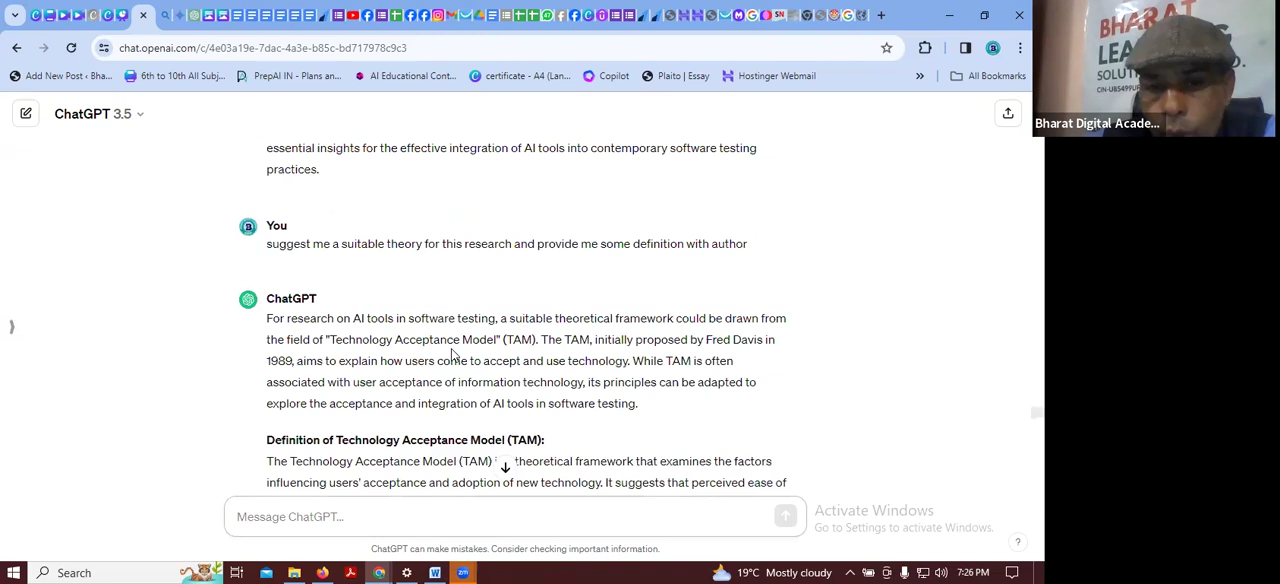 chat.openai.com/c/4e03a19e-7dac-4a3e-b85c-bd717978c9c3
Add New Post ‹ Bha...
6th to 10th All Subj...
PrepAI IN - Plans an...
AI Educational Cont...
certificate - A4 (Lan...
Copilot
Plaito | Essay
Hostinger Webmail
»
All Bookmarks
BHARAT
SOLUT
CIN-U85499UP
Bharat Digital Acade...
ChatGPT 3.5
essential insights for the effective integration of AI tools into contemporary software testing
practices.
You
suggest me a suitable theory for this research and provide me some definition with author
ChatGPT
For research on AI tools in software testing, a suitable theoretical framework could be drawn from
the field of "Technology Acceptance Model" (TAM). The TAM, initially proposed by Fred Davis in
1989, aims to explain how users come to accept and use technology. While TAM is often
associated with user acceptance of information technology, its principles can be adapted to
explore the acceptance and integration of AI tools in software testing.
Definition of Technology Acceptance Model (TAM):
The Technology Acceptance Model (TAM) theoretical framework that examines the factors
influencing users' acceptance and adoption of new technology. It suggests that perceived ease of
Message ChatGPT...
Activate Windows
Go to Settings to activate Windows.
ChatGPT can make mistakes. Consider checking important information.
?
Search
19°C Mostly cloudy
7:26 PM